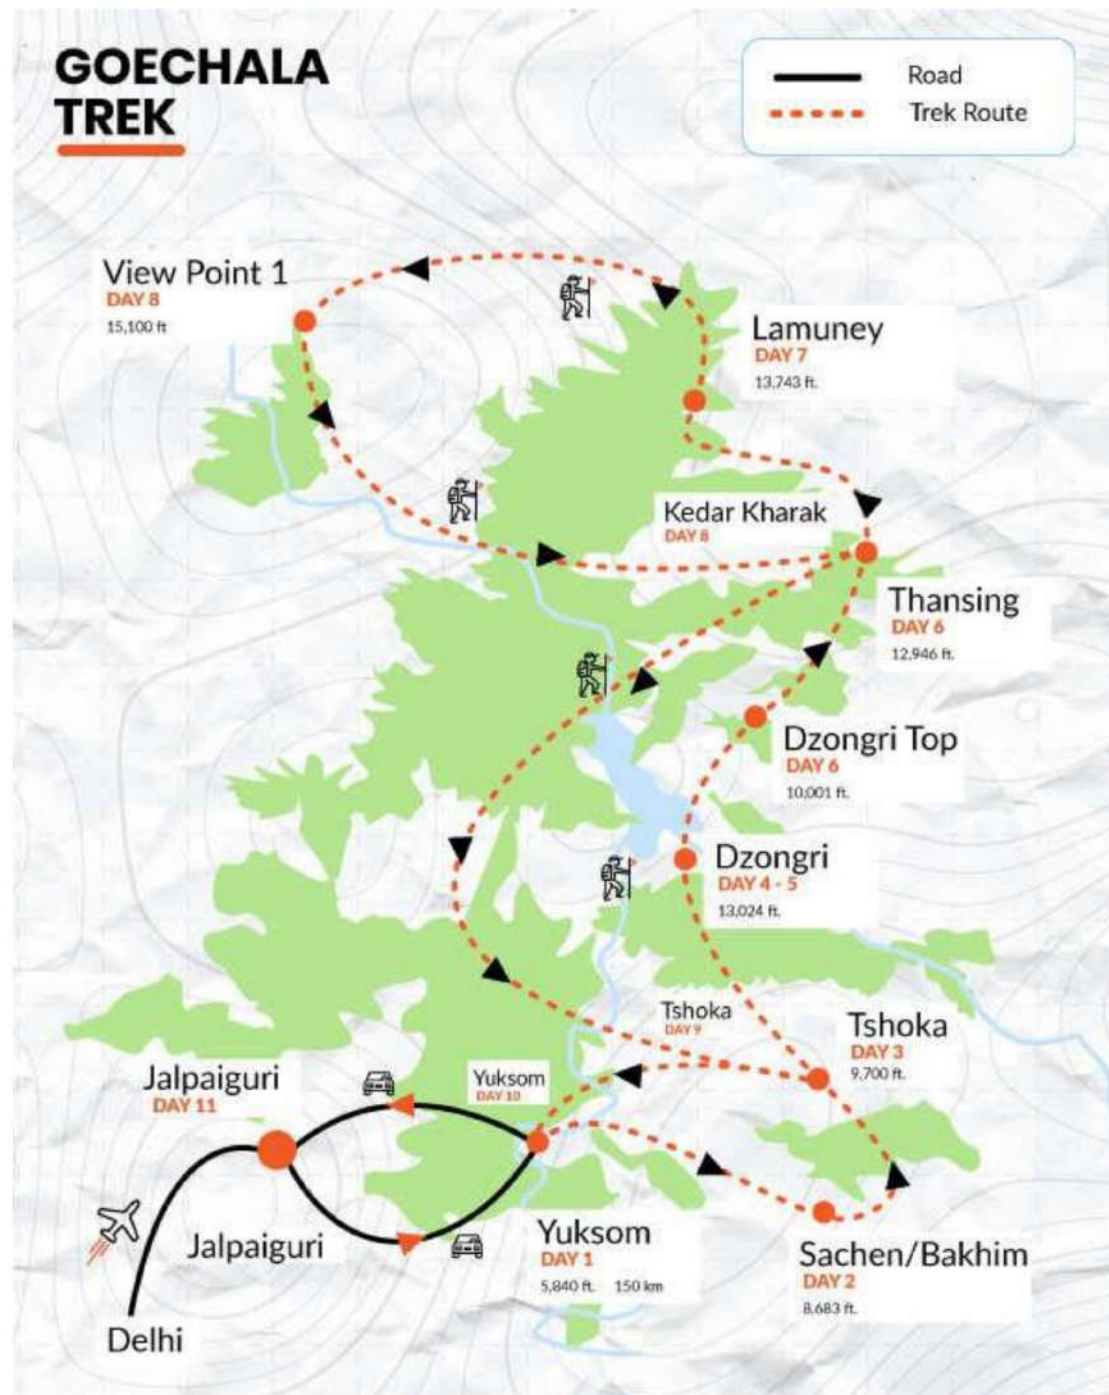 GOECHALA
TREK
Road
Trek Route
View Point 1
DAY 8
15,100 ft
Lamuney
DAY 7
13,743 ft.
Kedar Kharak
DAY 8
Thansing
DAY 6
12,946 ft.
Dzongri Top
DAY 6
10,001 ft.
Dzongri
DAY 4 - 5
13,024 ft.
Tshoka
DAY 9
Tshoka
DAY 3
9,700 ft.
Jalpaiguri
DAY 11
Yuksom
DAY 10
Jalpaiguri
Yuksom
DAY 1
5,840 ft. 150 km
Sachen/Bakhim
DAY 2
8,683 ft.
Delhi